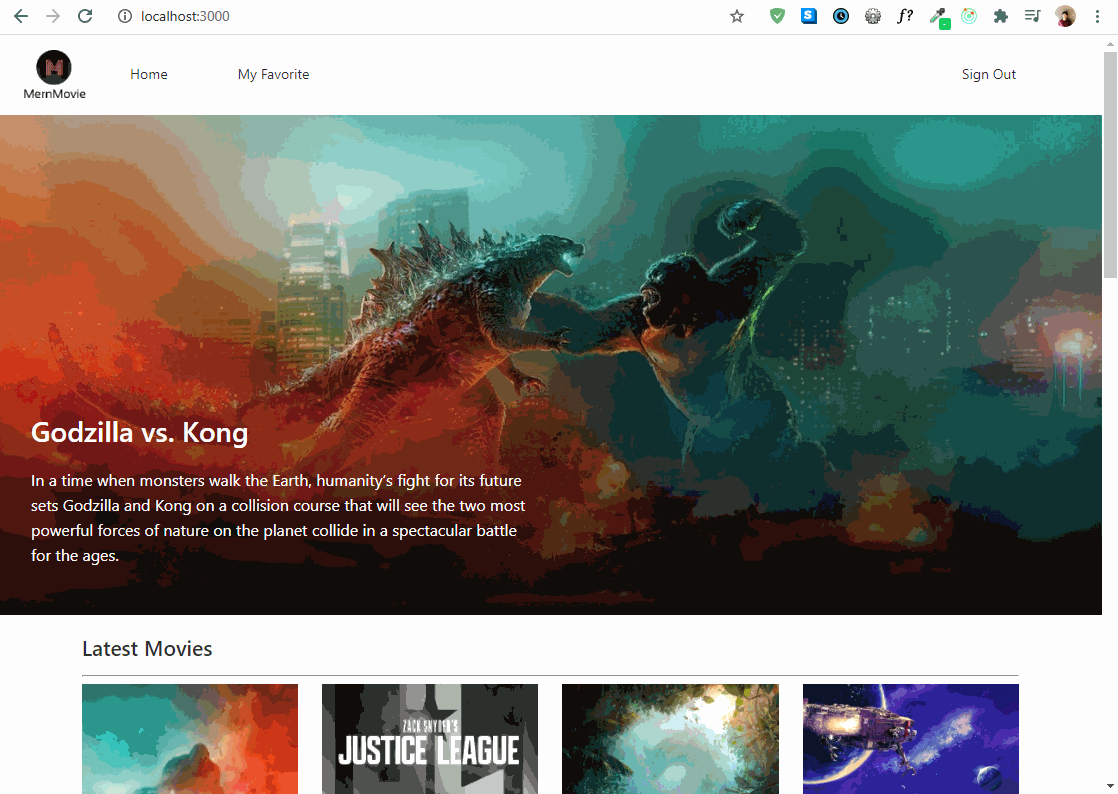 localhost:3000
S
f?
M
MernMovie
Home
My Favorite
Sign Out
Godzilla vs. Kong
In a time when monsters walk the Earth, humanity's fight for its future
sets Godzilla and Kong on a collision course that will see the two most
powerful forces of nature on the planet collide in a spectacular battle
for the ages.
Latest Movies
ZACK SNYDER'S
JUSTICE LEAGUE